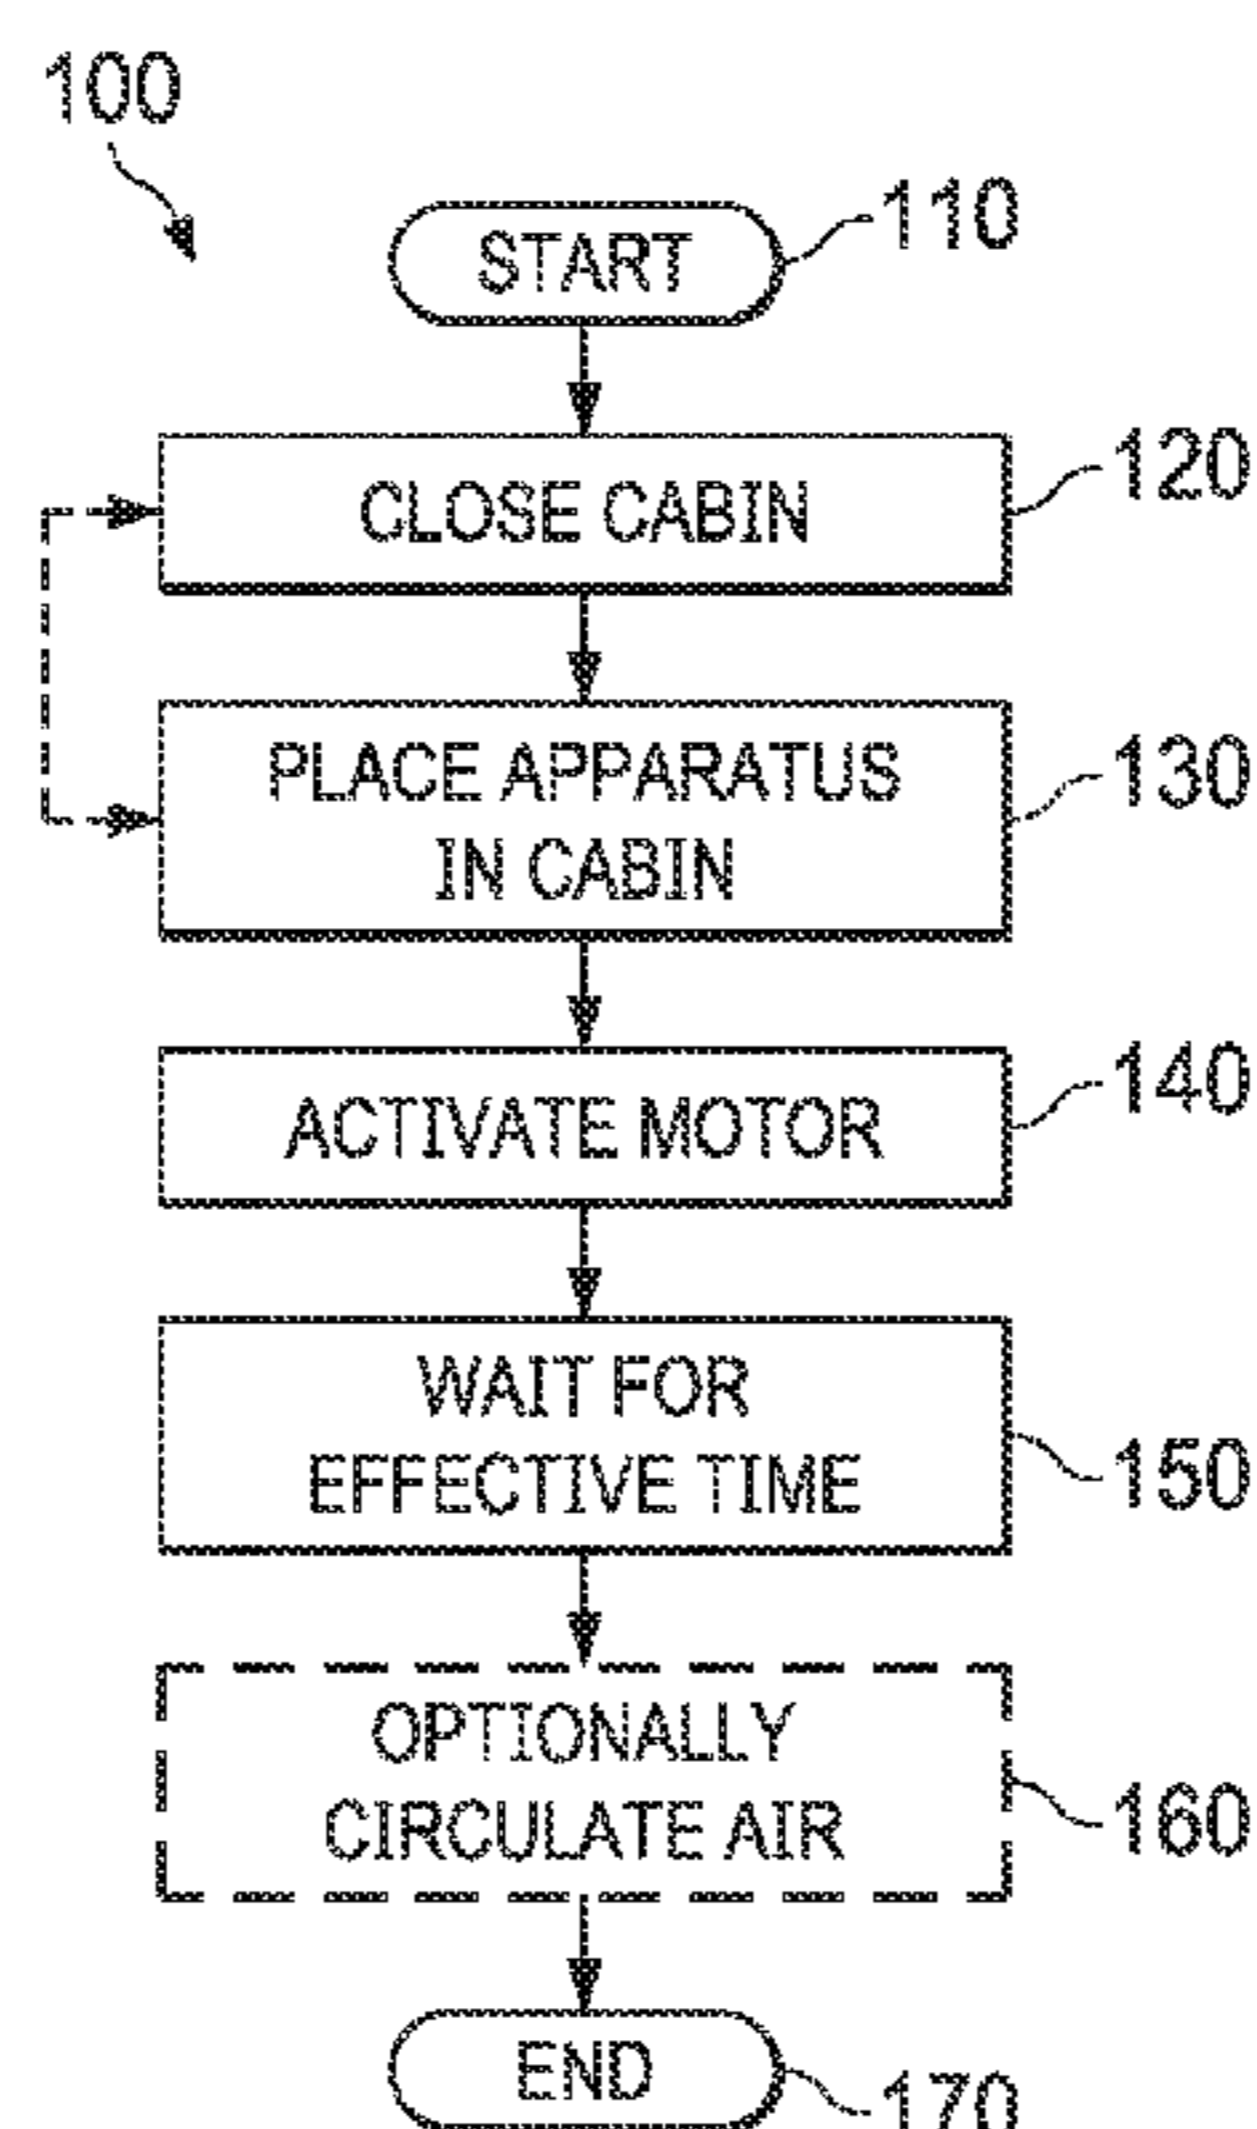 100
START
110
CLOSE CABIN
120
PLACE APPARATUS
IN CABIN
130
ACTIVATE MOTOR
140
WAIT FOR
EFFECTIVE TIME
150
OPTIONALLY
CIRCULATE AIR
160
END
170